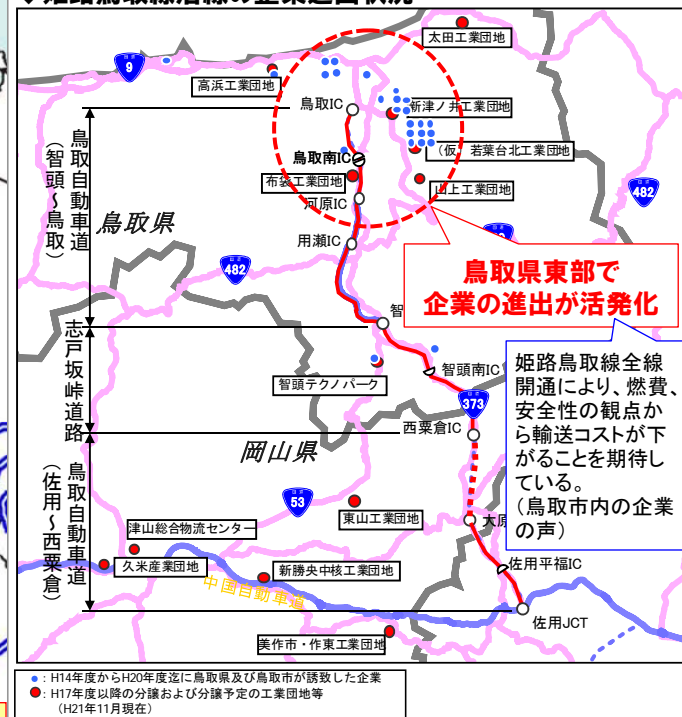 太田工業団地
9
高浜工業団地
鳥取IC
新津ノ井工業団地
鳥取南IC
(仮)若葉台北工業団地
布袋工業団地
山上工業団地
482
河原IC
鳥取自動車道
(智頭~鳥取)
鳥取県
用瀬IC
482
鳥取県東部で
企業の進出が活発化
智
志戸坂峠道路
智頭南IC
智頭テクノパーク
373
西粟倉IC
岡山県
姫路鳥取線全線
開通により、燃費、
安全性の観点か
ら輸送コストが下
がることを期待し
ている。
(鳥取市内の企業
の声)
53
東山工業団地
大原
鳥取自動車道
(佐用~西粟倉)
津山総合物流センター
久米産業団地
新勝央中核工業団地
中国自動車道
佐用平福IC
佐用JCT
美作市・作東工業団地
:H14年度からH20年度迄に鳥取県及び鳥取市が誘致した企業
:H17年度以降の分譲および分譲予定の工業団地等
(H21年11月現在)